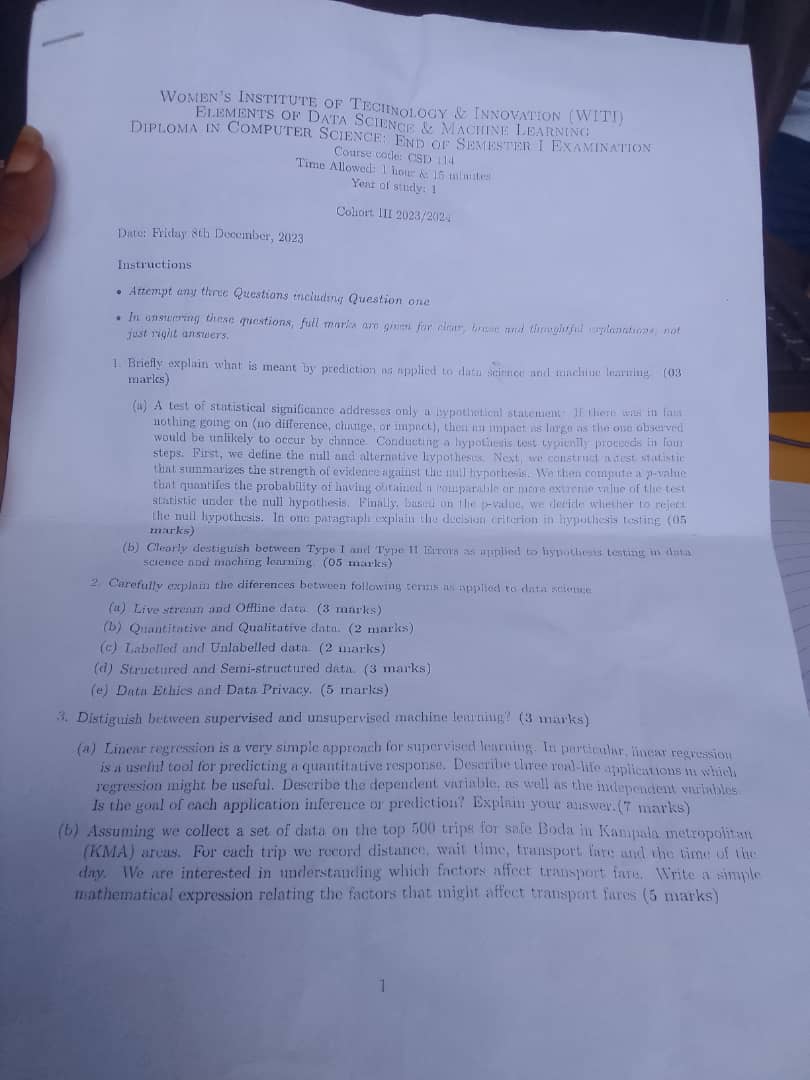 WOMEN'S INSTITUTE OF TECHNOLOGY & INNOVATION (WITI)
ELEMENTS OF DATA SCIENCE & MACHINE LEARNING
DIPLOMA IN COMPUTER SCIENCE: END OF SEMESTER I EXAMINATION
Course code: CSD 114
Time Allowed: 1 hour & 15 minutes
Year of study: 1
Cohort III 2023/2024
Date: Friday 8th December, 2023
Instructions
• Attempt any three Questions including Question one
• In answering these questions, full marks are given for clear, and thoughtful explanations, not
just right answers.
1. Briefly explain what is meant by prediction as applied to data science and machine learning. (03
marks)
(a) A test of statistical significance addresses only a hypothetical statement: If there was in fact
nothing going on (no difference, change, or impact), then an impact as large as the one observed
would be unlikely to occur by chance. Conducting a hypothesis test typically proceeds in four
steps. First, we define the null and alternative hypotheses. Next, we construct a test statistic
that summarizes the strength of evidence against the null hypothesis. We then compute a p-value
that quantifes the probability of having obtained a comparable or more extreme value of the test
statistic under the null hypothesis. Finally, based on the p-value, we decide whether to reject
the null hypothesis. In one paragraph explain the decision criterion in hypothesis testing (05
marks)
(b) Clearly destiguish between Type I and Type II Errors as applied to hypothesis testing in data
science and maching learning. (05 marks)
2. Carefully explain the diferences between following terms as applied to data science
(a) Live stream and Offline data. (3 marks)
(b) Quantitative and Qualitative data. (2 marks)
(c) Labelled and Unlabelled data. (2 marks)
(d) Structured and Semi-structured data. (3 marks)
(e) Data Ethics and Data Privacy. (5 marks)
3. Distiguish between supervised and unsupervised machine learning? (3 marks)
(a) Linear regression is a very simple approach for supervised learning. In particular, linear regression
is a useful tool for predicting a quantitative response. Describe three real-life applications in which
regression might be useful. Describe the dependent variable, as well as the independent variables.
Is the goal of each application inference or prediction? Explain your answer.(7 marks)
(b) Assuming we collect a set of data on the top 500 trips for safe Boda in Kampala metropolitan
(KMA) areas. For each trip we record distance, wait time, transport fare and the time of the
day. We are interested in understanding which factors affect transport fare. Write a simple
mathematical expression relating the factors that might affect transport fares (5 marks)
1